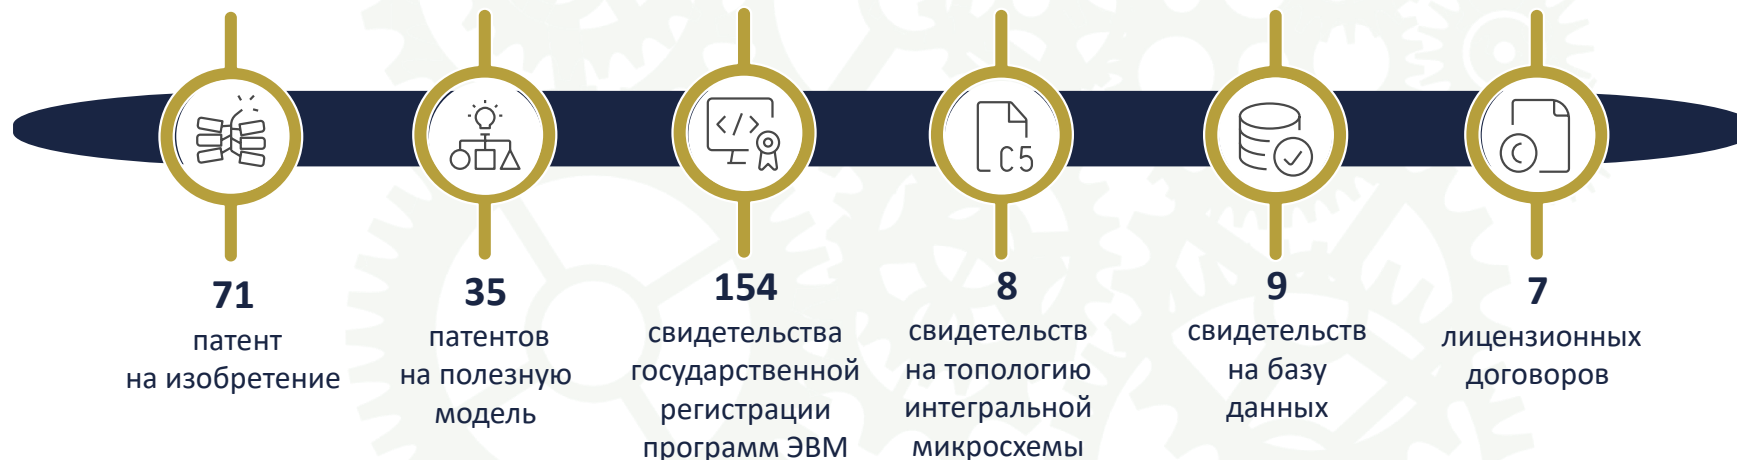 </>
C5
C
71
патент
на изобретение
35
патентов
на полезную
модель
154
свидетельства
государственной
регистрации
программ ЭВМ
8
свидетельств
на топологию
интегральной
микросхемы
9
свидетельств
на базу
данных
7
лицензионных
договоров